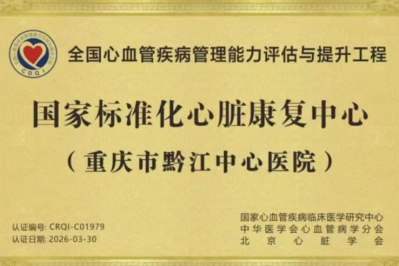 CDQI
全国心血管疾病管理能力评估与提升工程
国家标准化心脏康复中心
（重庆市黔江中心医院）
认证编号: CRQI-C01979
认证日期: 2026-03-30
国家心血管疾病临床医学研究中心
中华医学会心血管病学分会
北京心脏学会